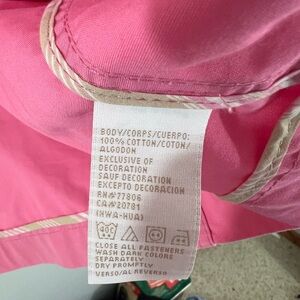 BODY/CORPS/CUERPO:
100% COTTON/COTON/
ALGODON
EXCLUSIVE OF
DECORATION
SAUF DECORATION
EXCEPTO DECORACION
RN#77806
CA#20781
(HWA-HUA)
CLOSE ALL FASTENERS
WASH DARK COLORS
SEPARATELY
DRY PROMPTLY
VERSO/AL REVERSO